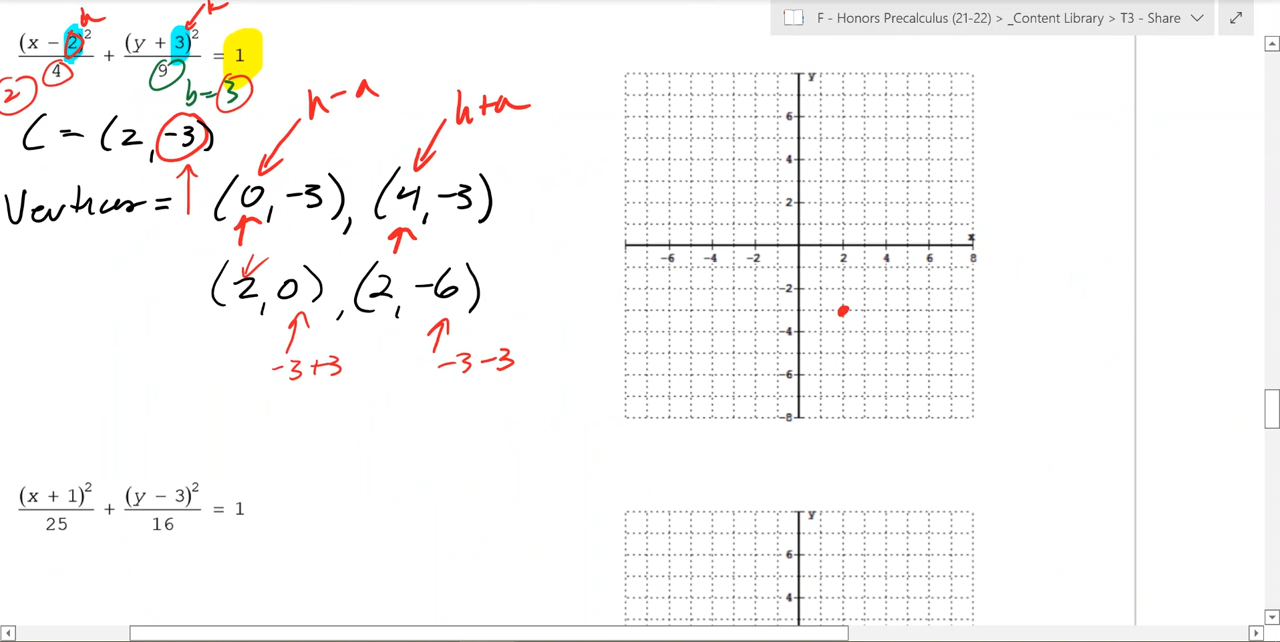 F - Honors Precalculus (21-22) > _Content Library > T3 - Share
h
(x - 2)²/4 + (y + 3)²/9 = 1
2
b = 3
h - a
h + a
C = (2, -3)
Vertices = (0, -3), (4, -3)
(2, 0), (2, -6)
-3 + 3
-3 - 3
y
6
4
2
x
-6 -4 -2 2 4 6 8
-2
-4
-6
-8
(x + 1)²/25 + (y - 3)²/16 = 1
y
6
4